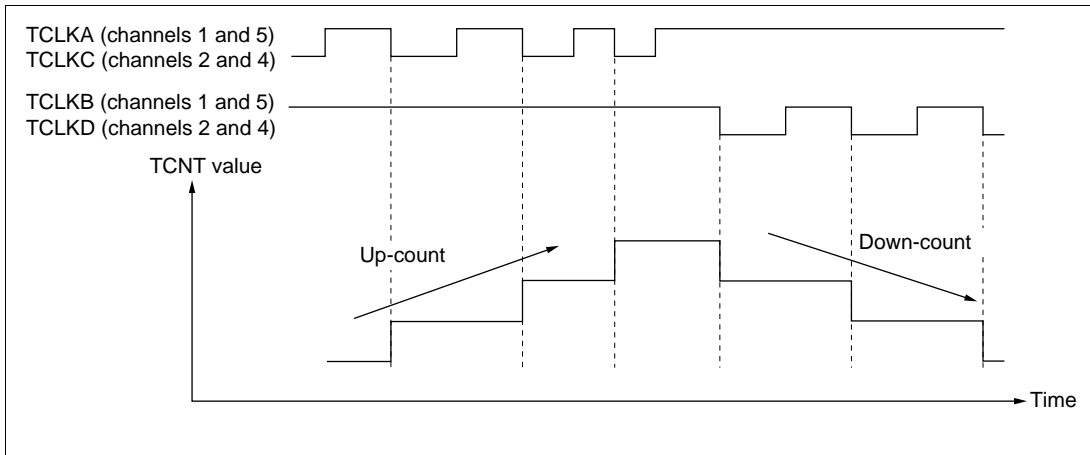 TCLKA (channels 1 and 5)
TCLKC (channels 2 and 4)
TCLKB (channels 1 and 5)
TCLKD (channels 2 and 4)
TCNT value
Up-count
Down-count
Time